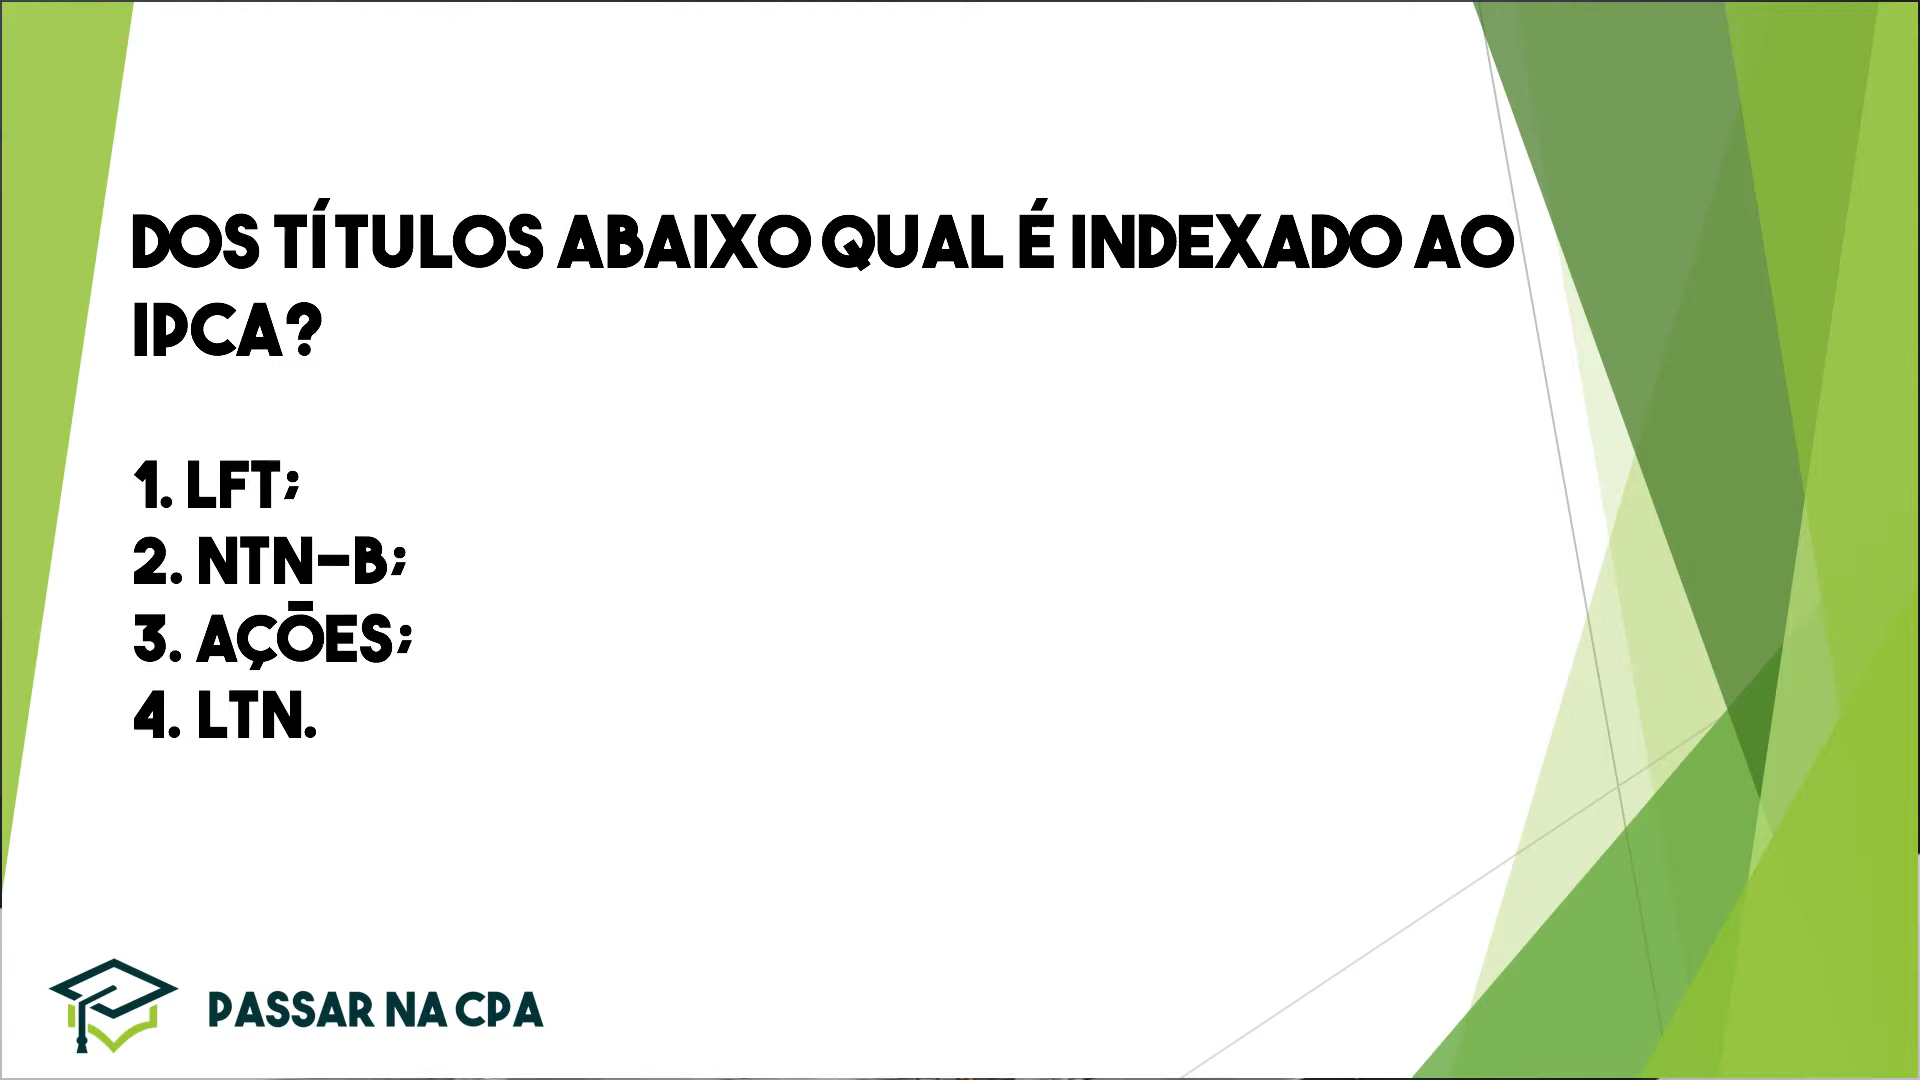 DOS TÍTULOS ABAIXO QUAL É INDEXADO AO
IPCA?
1. LFT;
2. NTN-B;
3. AÇÕES;
4. LTN.
PASSAR NA CPA